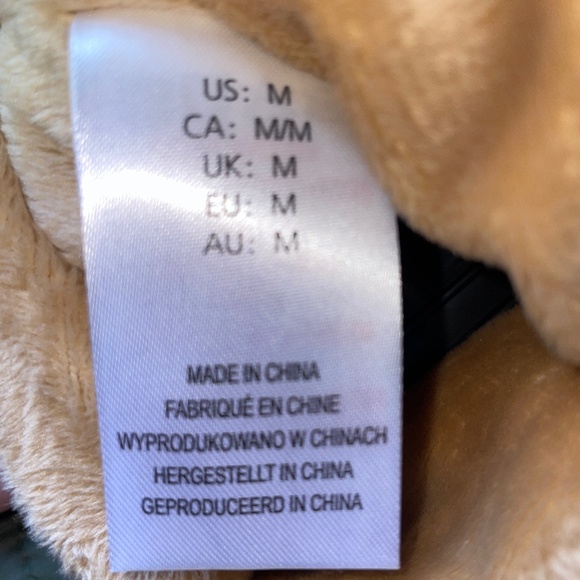 US: M
CA: M/M
UK: M
EU: M
AU: M
MADE IN CHINA
FABRIQUÉ EN CHINE
WYPRODUKOWANO W CHINACH
HERGESTELLT IN CHINA
GEPRODUCEERD IN CHINA